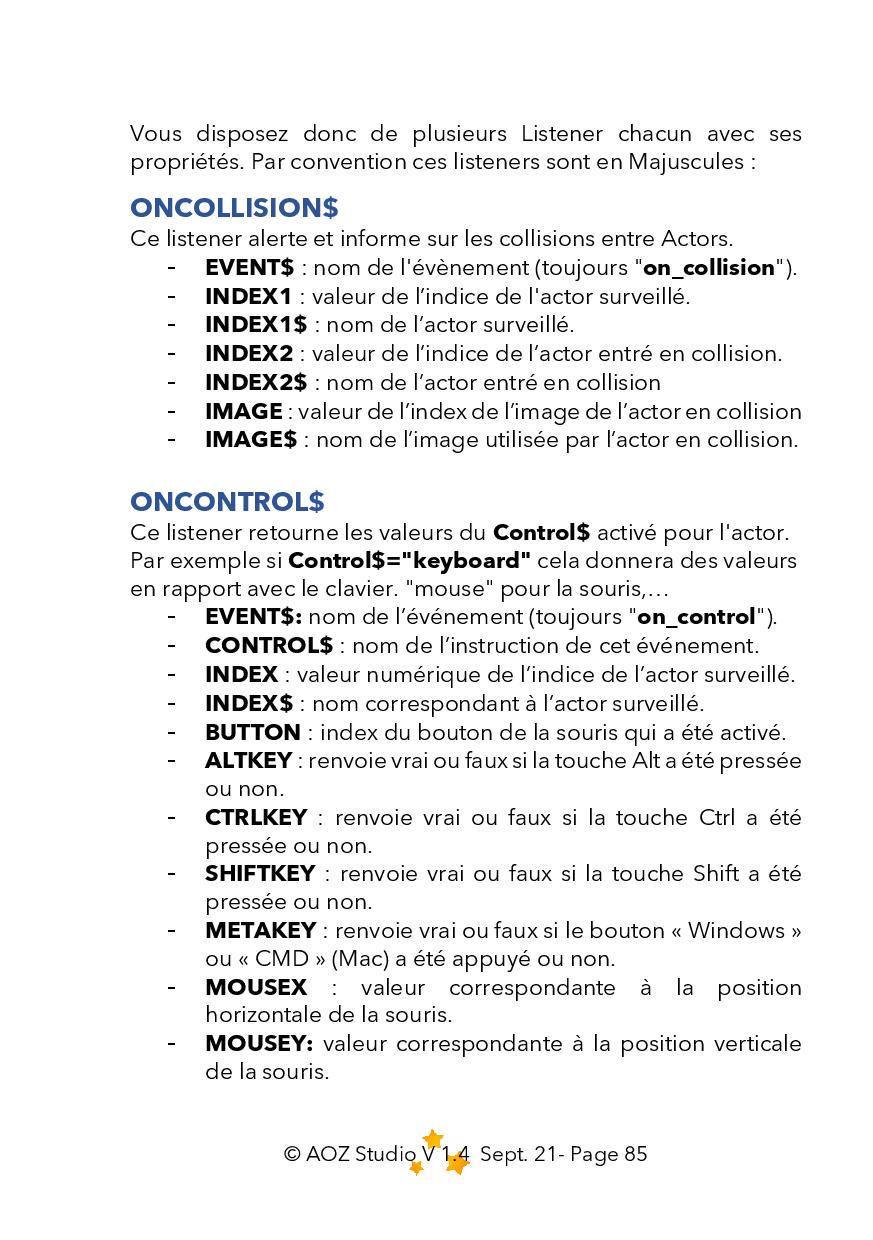 Vous disposez donc de plusieurs Listener chacun avec ses
propriétés. Par convention ces listeners sont en Majuscules :
ONCOLLISION$
Ce listener alerte et informe sur les collisions entre Actors.
- EVENT$ : nom de l'évènement (toujours "on_collision").
- INDEX1 : valeur de l’indice de l'actor surveillé.
- INDEX1$ : nom de l’actor surveillé.
- INDEX2 : valeur de l’indice de l’actor entré en collision.
- INDEX2$ : nom de l’actor entré en collision
- IMAGE : valeur de l’index de l’image de l’actor en collision
- IMAGE$ : nom de l’image utilisée par l’actor en collision.
ONCONTROL$
Ce listener retourne les valeurs du Control$ activé pour l'actor.
Par exemple si Control$="keyboard" cela donnera des valeurs
en rapport avec le clavier. "mouse" pour la souris,…
- EVENT$: nom de l’événement (toujours "on_control").
- CONTROL$ : nom de l’instruction de cet événement.
- INDEX : valeur numérique de l’indice de l’actor surveillé.
- INDEX$ : nom correspondant à l’actor surveillé.
- BUTTON : index du bouton de la souris qui a été activé.
- ALTKEY : renvoie vrai ou faux si la touche Alt a été pressée
ou non.
- CTRLKEY : renvoie vrai ou faux si la touche Ctrl a été
pressée ou non.
- SHIFTKEY : renvoie vrai ou faux si la touche Shift a été
pressée ou non.
- METAKEY : renvoie vrai ou faux si le bouton « Windows »
ou « CMD » (Mac) a été appuyé ou non.
- MOUSEX : valeur correspondante à la position
horizontale de la souris.
- MOUSEY: valeur correspondante à la position verticale
de la souris.
© AOZ Studio V 1.4 Sept. 21- Page 85